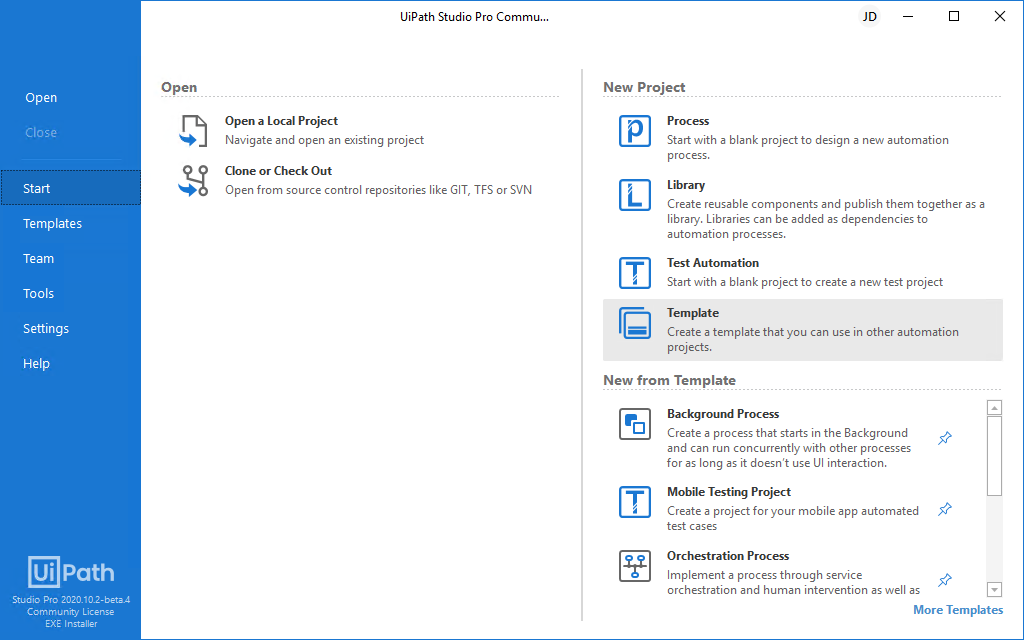 UiPath Studio Pro Commu...
JD
Open
Close
Start
Templates
Team
Tools
Settings
Help
UiPath
Studio Pro 2020.10.2-beta.4
Community License
EXE Installer
Open
Open a Local Project
Navigate and open an existing project
Clone or Check Out
Open from source control repositories like GIT, TFS or SVN
New Project
Process
Start with a blank project to design a new automation
process.
Library
Create reusable components and publish them together as a
library. Libraries can be added as dependencies to
automation processes.
Test Automation
Start with a blank project to create a new test project
Template
Create a template that you can use in other automation
projects.
New from Template
Background Process
Create a process that starts in the Background
and can run concurrently with other processes
for as long as it doesn't use UI interaction.
Mobile Testing Project
Create a project for your mobile app automated
test cases
Orchestration Process
Implement a process through service
orchestration and human intervention as well as
More Templates